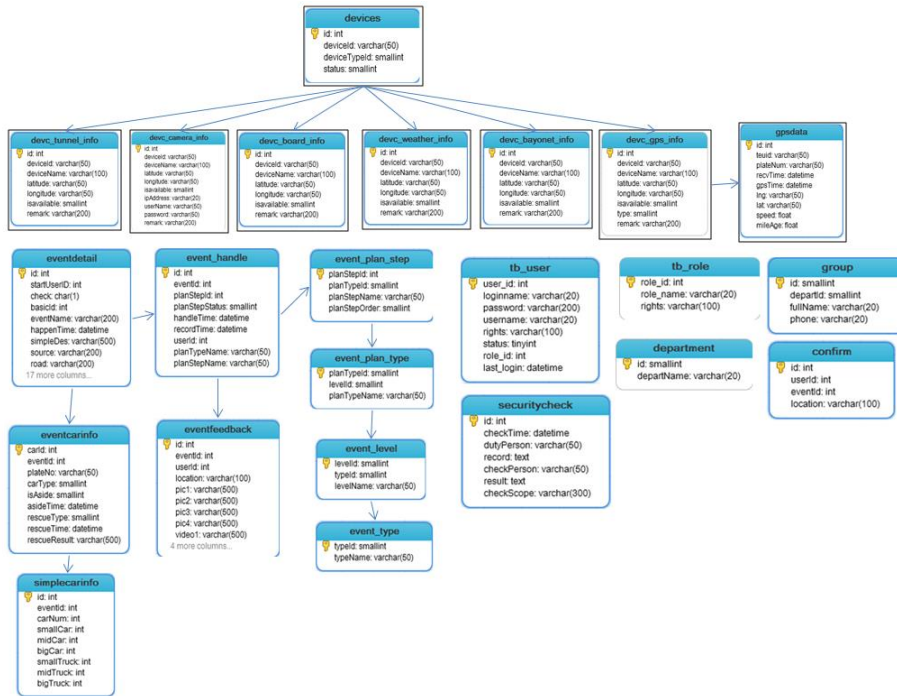 devices
id: int
deviceId: varchar(50)
deviceTypeId: smallint
status: smallint
devc_tunnel_info
id: int
deviceId: varchar(50)
deviceName: varchar(100)
latitude: varchar(50)
longitude: varchar(50)
isavailable: smallint
remark: varchar(200)
devc_camera_info
id: int
deviceId: varchar(50)
deviceName: varchar(100)
latitude: varchar(50)
longitude: varchar(50)
isavailable: smallint
ipAddress: varchar(20)
userName: varchar(50)
password: varchar(50)
remark: varchar(200)
devc_board_info
id: int
deviceId: varchar(50)
deviceName: varchar(100)
latitude: varchar(50)
longitude: varchar(50)
isavailable: smallint
remark: varchar(200)
devc_weather_info
id: int
deviceId: varchar(50)
deviceName: varchar(100)
latitude: varchar(50)
longitude: varchar(50)
isavailable: smallint
remark: varchar(200)
devc_bayonet_info
id: int
deviceId: varchar(50)
deviceName: varchar(100)
latitude: varchar(50)
longitude: varchar(50)
isavailable: smallint
remark: varchar(200)
devc_gps_info
id: int
deviceId: varchar(50)
deviceName: varchar(100)
latitude: varchar(50)
longitude: varchar(50)
isavailable: smallint
type: smallint
remark: varchar(200)
gpsdata
id: int
teuid: varchar(50)
plateNum: varchar(50)
recvTime: datetime
gpsTime: datetime
lng: varchar(50)
lat: varchar(50)
speed: float
mileAge: float
eventdetail
id: int
startUserID: int
check: char(1)
basicId: int
eventName: varchar(200)
happenTime: datetime
simpleDes: varchar(500)
source: varchar(200)
road: varchar(200)
17 more columns...
event_handle
id: int
eventId: int
planStepId: int
planStepStatus: smallint
handleTime: datetime
recordTime: datetime
userId: int
planTypeName: varchar(50)
planStepName: varchar(50)
event_plan_step
planStepId: int
planTypeId: smallint
planStepName: varchar(50)
planStepOrder: smallint
tb_user
user_id: int
loginname: varchar(20)
password: varchar(200)
username: varchar(20)
rights: varchar(100)
status: tinyint
role_id: int
last_login: datetime
tb_role
role_id: int
role_name: varchar(20)
rights: varchar(100)
group
id: smallint
departId: smallint
fullName: varchar(20)
phone: varchar(20)
event_plan_type
planTypeId: smallint
levelId: smallint
planTypeName: varchar(50)
department
id: smallint
departName: varchar(20)
confirm
id: int
userId: int
eventId: int
location: varchar(100)
eventcarinfo
carId: int
eventId: int
plateNo: varchar(50)
carType: smallint
isAside: smallint
asideTime: datetime
rescueType: smallint
rescueTime: datetime
rescueResult: varchar(500)
eventfeedback
id: int
eventId: int
userId: int
location: varchar(100)
pic1: varchar(500)
pic2: varchar(500)
pic3: varchar(500)
pic4: varchar(500)
video1: varchar(500)
4 more columns...
event_level
levelId: smallint
typeId: smallint
levelName: varchar(50)
securitycheck
id: int
checkTime: datetime
dutyPerson: varchar(50)
record: text
checkPerson: varchar(50)
result: text
checkScope: varchar(300)
event_type
typeId: smallint
typeName: varchar(50)
simplecarinfo
id: int
eventId: int
carNum: int
smallCar: int
midCar: int
bigCar: int
smallTruck: int
midTruck: int
bigTruck: int